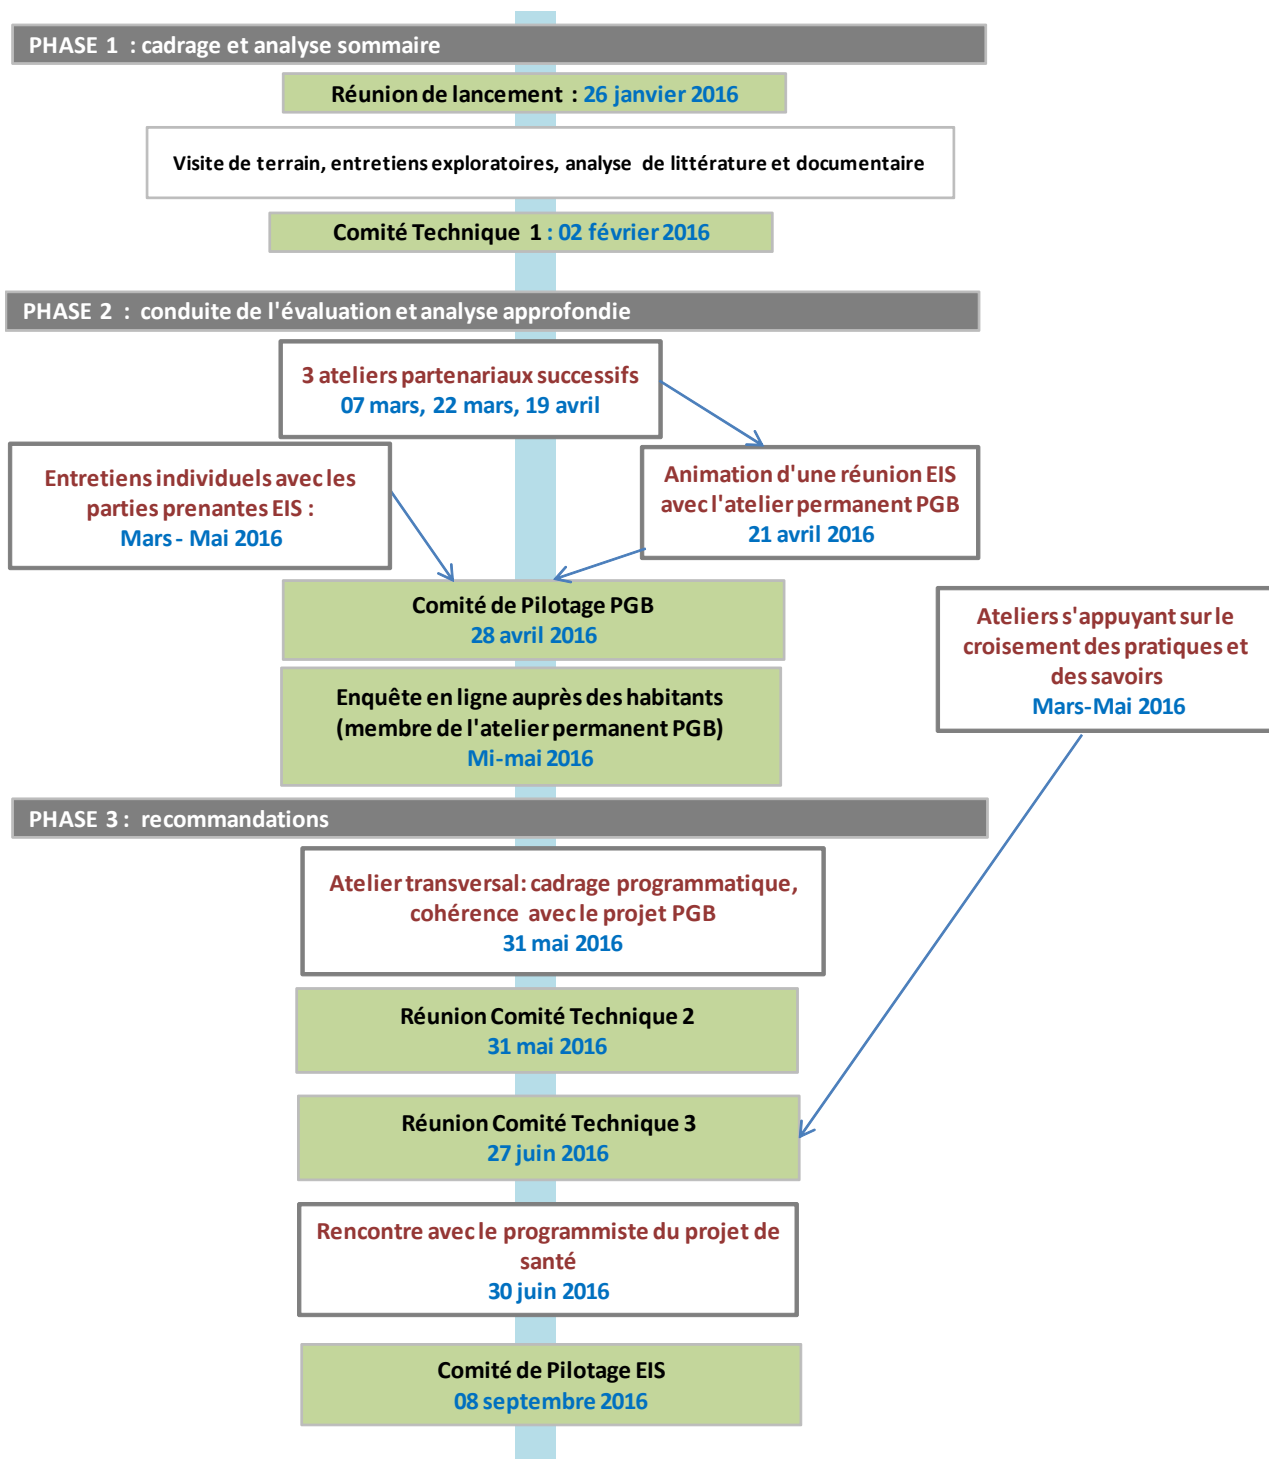 PHASE 1 : cadrage et analyse sommaire
Réunion de lancement : 26 janvier 2016
Visite de terrain, entretiens exploratoires, analyse de littérature et documentaire
Comité Technique 1 : 02 février 2016
PHASE 2 : conduite de l'évaluation et analyse approfondie
3 ateliers partenariaux successifs
07 mars, 22 mars, 19 avril
Entretiens individuels avec les
parties prenantes EIS :
Mars - Mai 2016
Animation d'une réunion EIS
avec l'atelier permanent PGB
21 avril 2016
Comité de Pilotage PGB
28 avril 2016
Ateliers s'appuyant sur le
croisement des pratiques et
des savoirs
Mars-Mai 2016
Enquête en ligne auprès des habitants
(membre de l'atelier permanent PGB)
Mi-mai 2016
PHASE 3 : recommandations
Atelier transversal: cadrage programmatique,
cohérence avec le projet PGB
31 mai 2016
Réunion Comité Technique 2
31 mai 2016
Réunion Comité Technique 3
27 juin 2016
Rencontre avec le programmiste du projet de
santé
30 juin 2016
Comité de Pilotage EIS
08 septembre 2016